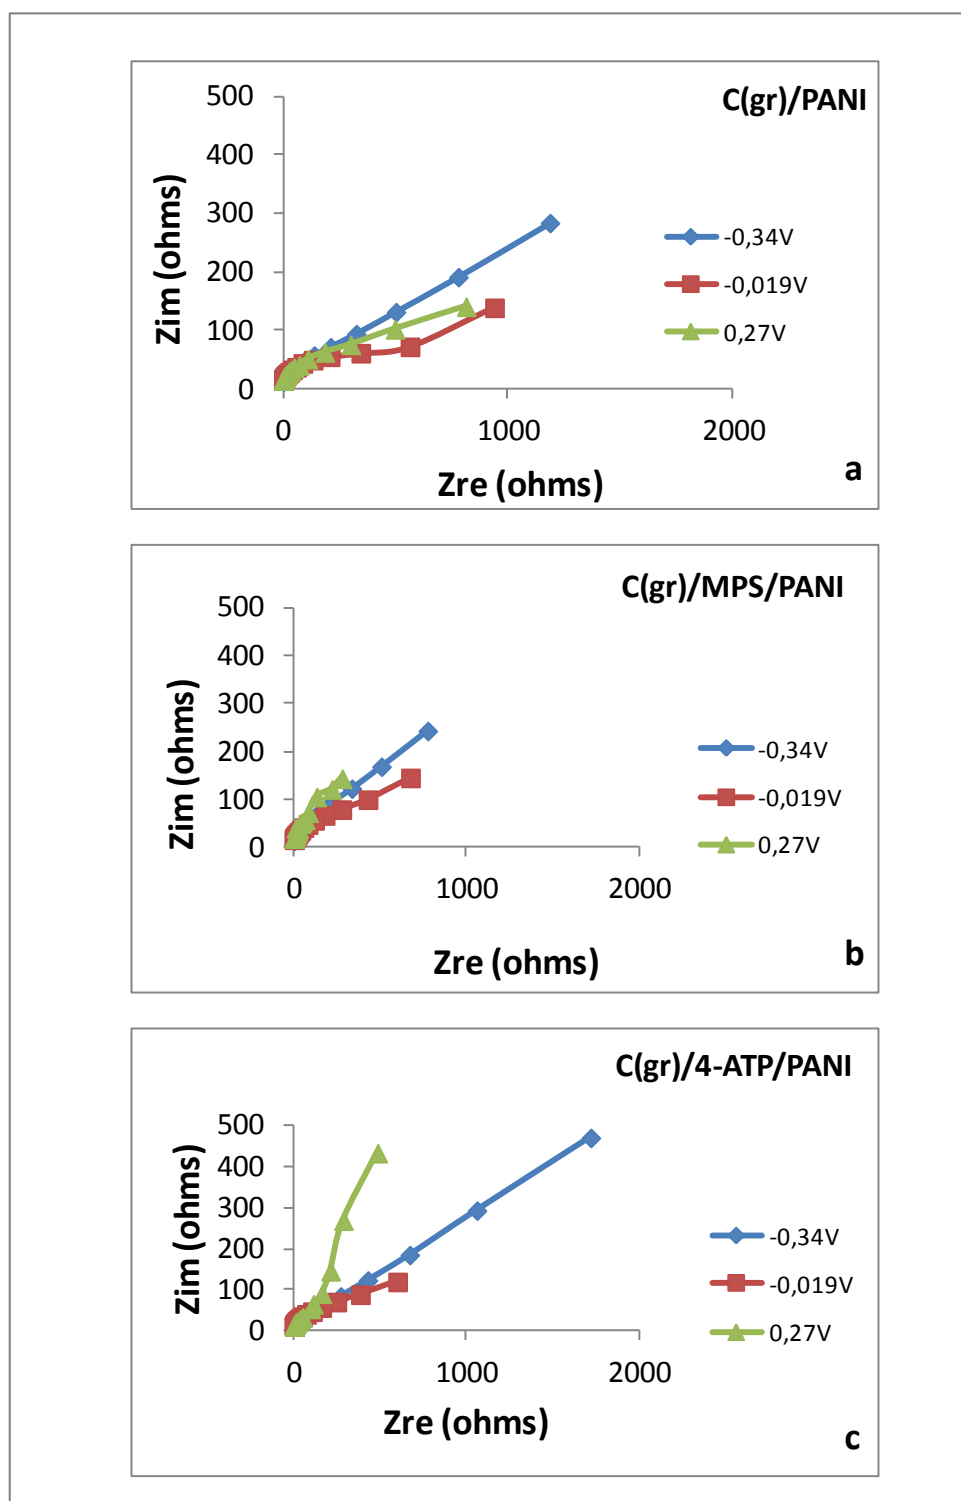 C(gr)/PANI
500
400
300
200
100
0
Zim (ohms)
0 1000 2000
Zre (ohms)
-0,34V
-0,019V
0,27V
a
C(gr)/MPS/PANI
500
400
300
200
100
0
Zim (ohms)
0 1000 2000
Zre (ohms)
-0,34V
-0,019V
0,27V
b
C(gr)/4-ATP/PANI
500
400
300
200
100
0
Zim (ohms)
0 1000 2000
Zre (ohms)
-0,34V
-0,019V
0,27V
c